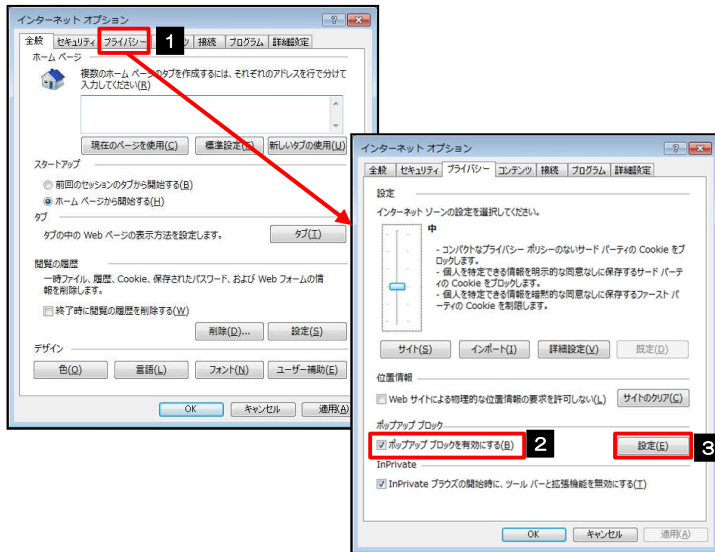 インターネット オプション
全般 セキュリティ プライバシー 1 ツ 接続 プログラム 詳細設定
ホーム ページ
複数のホーム ページのタブを作成するには、それぞれのアドレスを行で分けて
入力してください(R)
現在のページを使用(C) 標準設定 新しいタブの使用(U)
スタートアップ
前回のセッションのタブから開始する(B)
ホーム ページから開始する(H)
タブ
タブの中の Web ページの表示方法を設定します。 タブ(T)
閲覧の履歴
一時ファイル、履歴、Cookie、保存されたパスワード、および Web フォームの情
報を削除します。
終了時に閲覧の履歴を削除する(W)
削除(D)... 設定(S)
デザイン
色(O) 言語(L) フォント(N) ユーザー補助(E)
OK キャンセル 適用(A)
インターネット オプション
全般 セキュリティ プライバシー コンテンツ 接続 プログラム 詳細設定
設定
インターネット ゾーンの設定を選択してください。
中
- コンパクトなプライバシー ポリシーのないサード パーティの Cookie をブ
ロックします。
- 個人を特定できる情報を明示的な同意なしに保存するサード パーテ
ィの Cookie をブロックします。
- 個人を特定できる情報を暗黙的な同意なしに保存するファースト パ
ーティの Cookie を制限します。
サイト(S) インポート(I) 詳細設定(V) 既定(D)
位置情報
Web サイトによる物理的な位置情報の要求を許可しない(L) サイトのクリア(C)
ポップアップ ブロック
ポップアップ ブロックを有効にする(B) 2 設定(E) 3
InPrivate
InPrivate ブラウズの開始時に、ツール バーと拡張機能を無効にする(T)
OK キャンセル 適用(A)